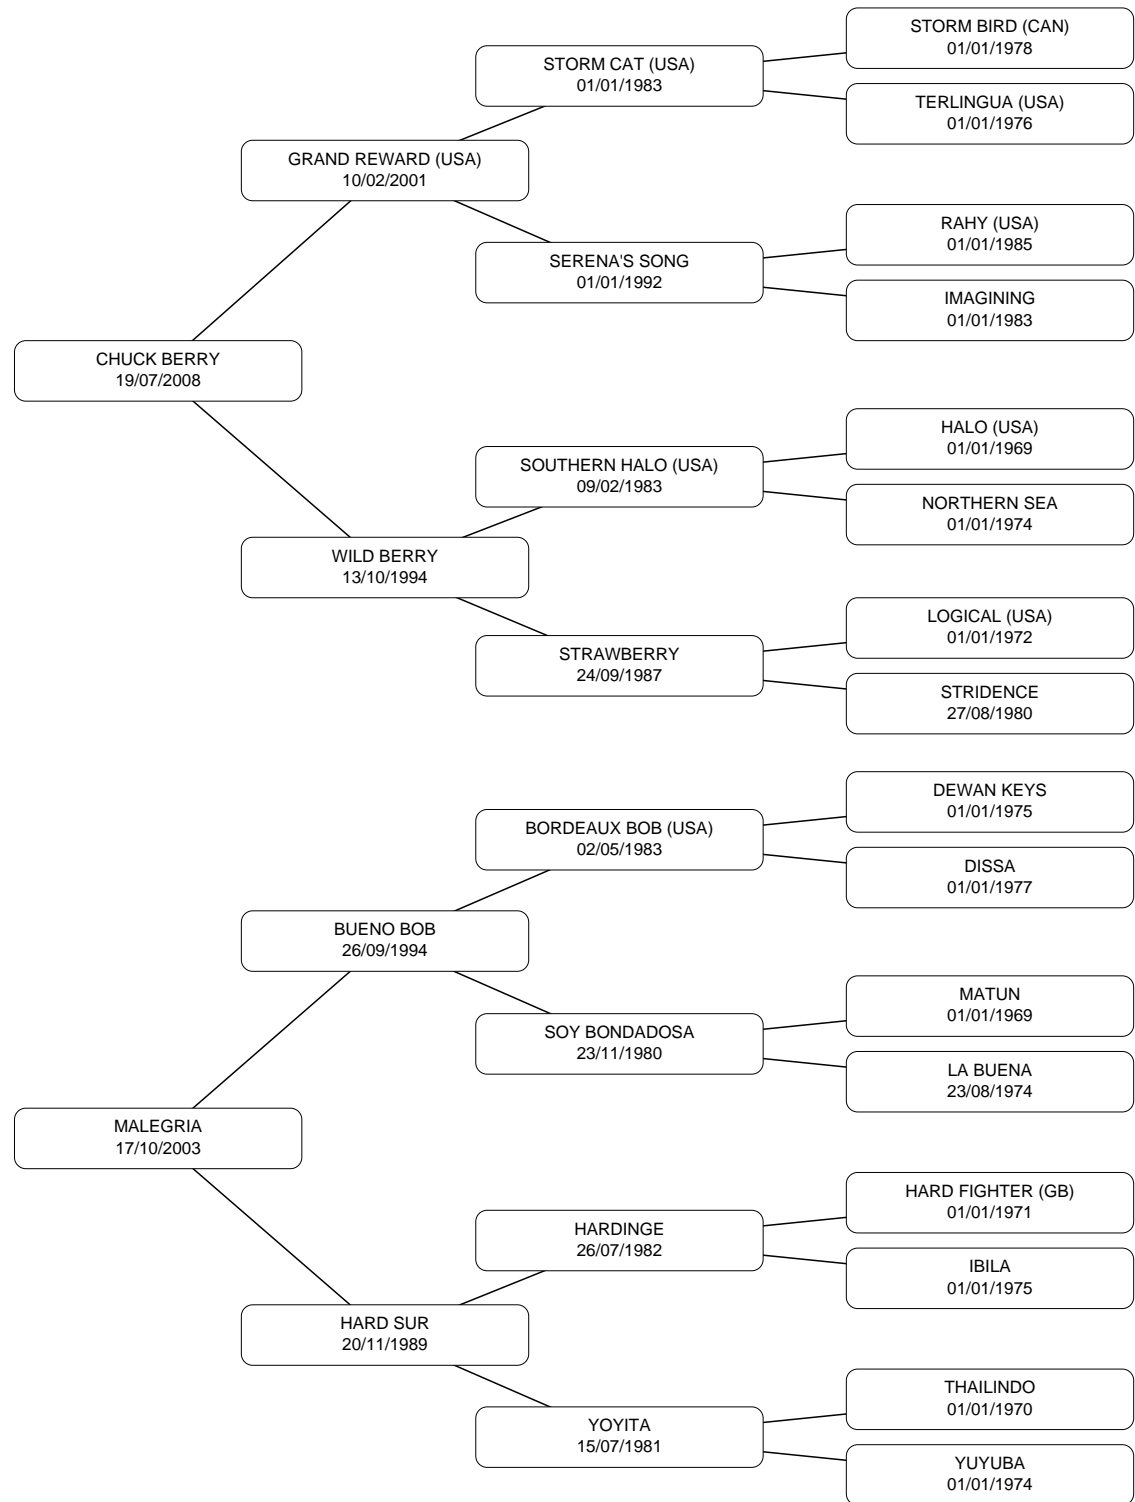 STORM BIRD (CAN)
01/01/1978
STORM CAT (USA)
01/01/1983
TERLINGUA (USA)
01/01/1976
GRAND REWARD (USA)
10/02/2001
RAHY (USA)
01/01/1985
SERENA'S SONG
01/01/1992
IMAGINING
01/01/1983
CHUCK BERRY
19/07/2008
HALO (USA)
01/01/1969
SOUTHERN HALO (USA)
09/02/1983
NORTHERN SEA
01/01/1974
WILD BERRY
13/10/1994
LOGICAL (USA)
01/01/1972
STRAWBERRY
24/09/1987
STRIDENCE
27/08/1980
DEWAN KEYS
01/01/1975
BORDEAUX BOB (USA)
02/05/1983
DISSA
01/01/1977
BUENO BOB
26/09/1994
MATUN
01/01/1969
SOY BONDADOSA
23/11/1980
LA BUENA
23/08/1974
MALEGRIA
17/10/2003
HARD FIGHTER (GB)
01/01/1971
HARDINGE
26/07/1982
IBILA
01/01/1975
HARD SUR
20/11/1989
THAILINDO
01/01/1970
YOYITA
15/07/1981
YUYUBA
01/01/1974